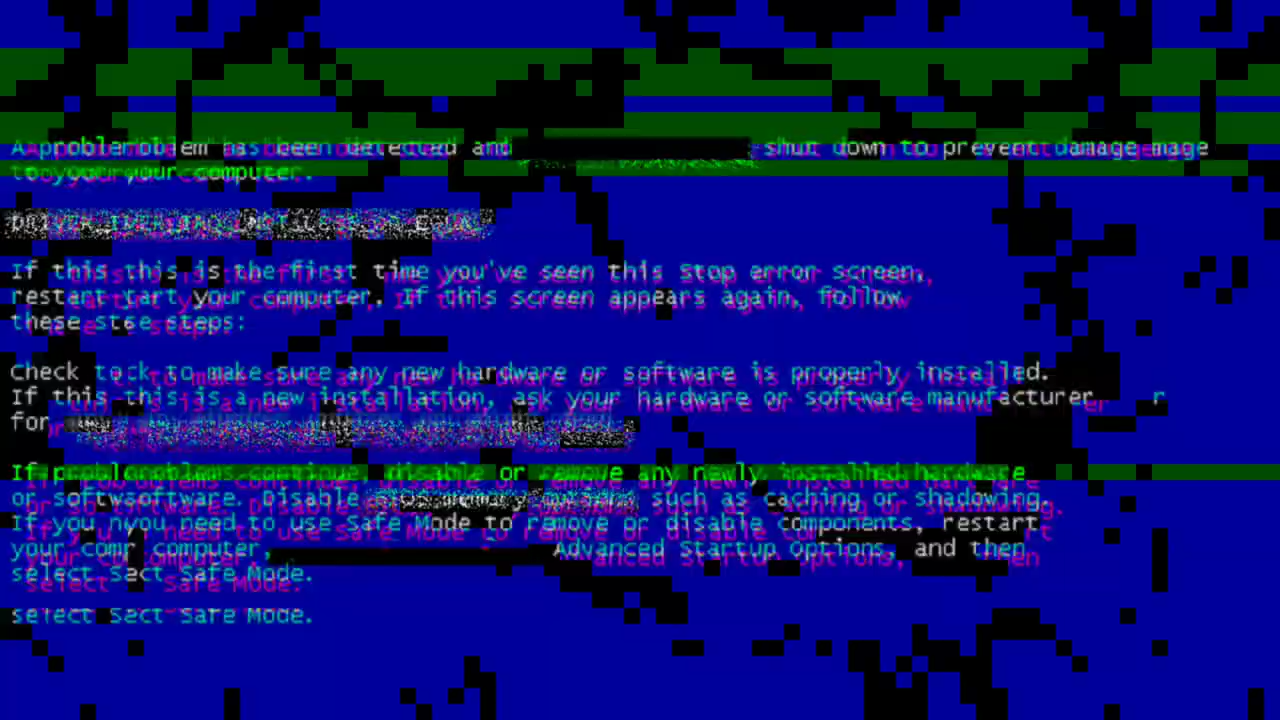 A problem oblem has been detected and shut down to prevent damage mage
to your your computer.
If this this is the first time you've seen this Stop error screen,
restart tart your computer. If this screen appears again, follow
these stse steps:
Check tock to make sure any new hardware or software is properly installed.
If this this is a new installation, ask your hardware or software manufacturer r
for
If problonoblems continue, disable or remove any newly installed hardware
or softwsoftware. Disable such as caching or shadowing.
If you nyou need to use Safe Mode to remove or disable components, restart
your comr computer, Advanced Startup Options, and then
select Sect Safe Mode.
select Sect Safe Mode.